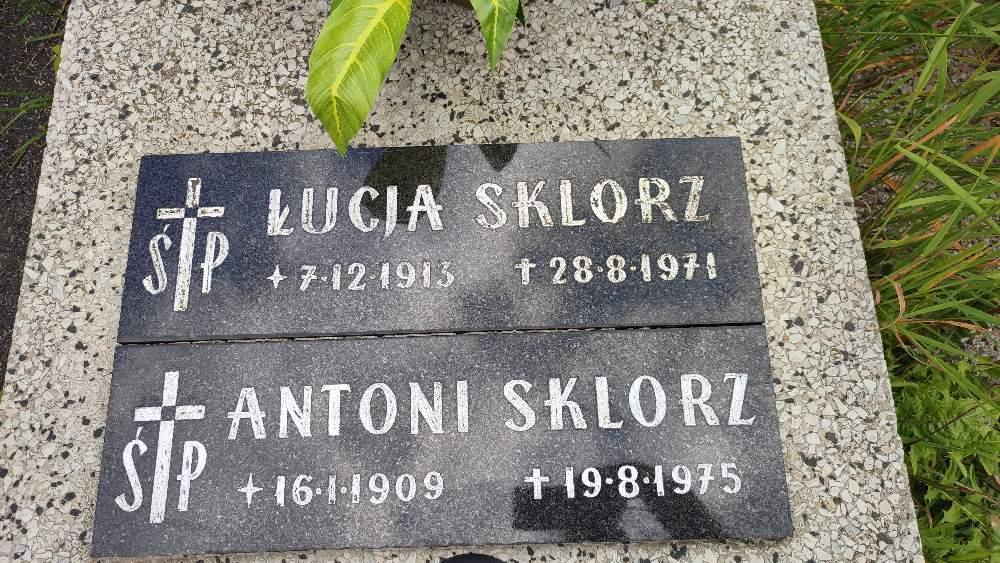 ŚP ŁUCJA SKLORZ
7·12·1913 †28·8·1971
ŚP ANTONI SKLORZ
16·1·1909 †19·8·1975